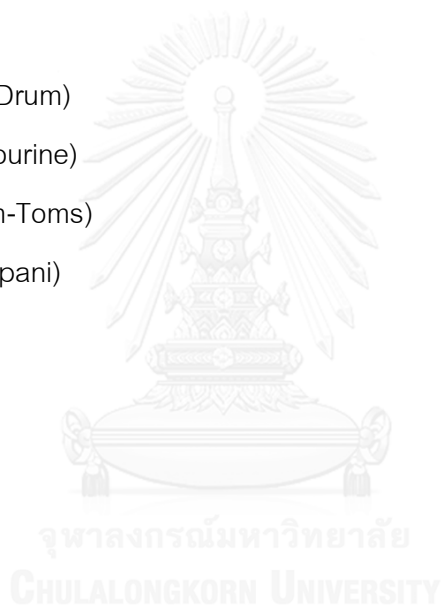 Drum)
ourine)
n-Toms)
pani)
จุฬาลงกรณ์มหาวิทยาลัย
CHULALONGKORN UNIVERSITY